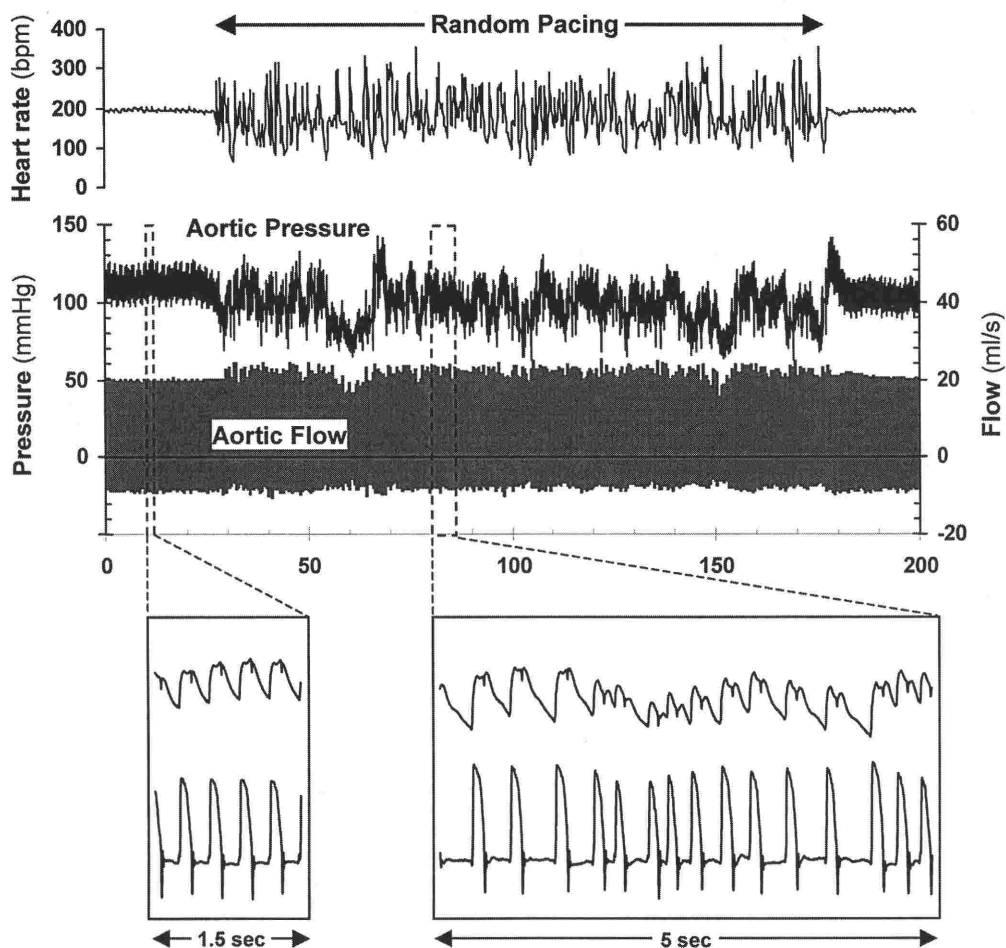 Random Pacing
Heart rate (bpm)
400
300
200
100
0
Aortic Pressure
Pressure (mmHg)
150
100
50
0
Flow (ml/s)
60
40
20
0
-20
Aortic Flow
0 50 100 150 200
1.5 sec 5 sec